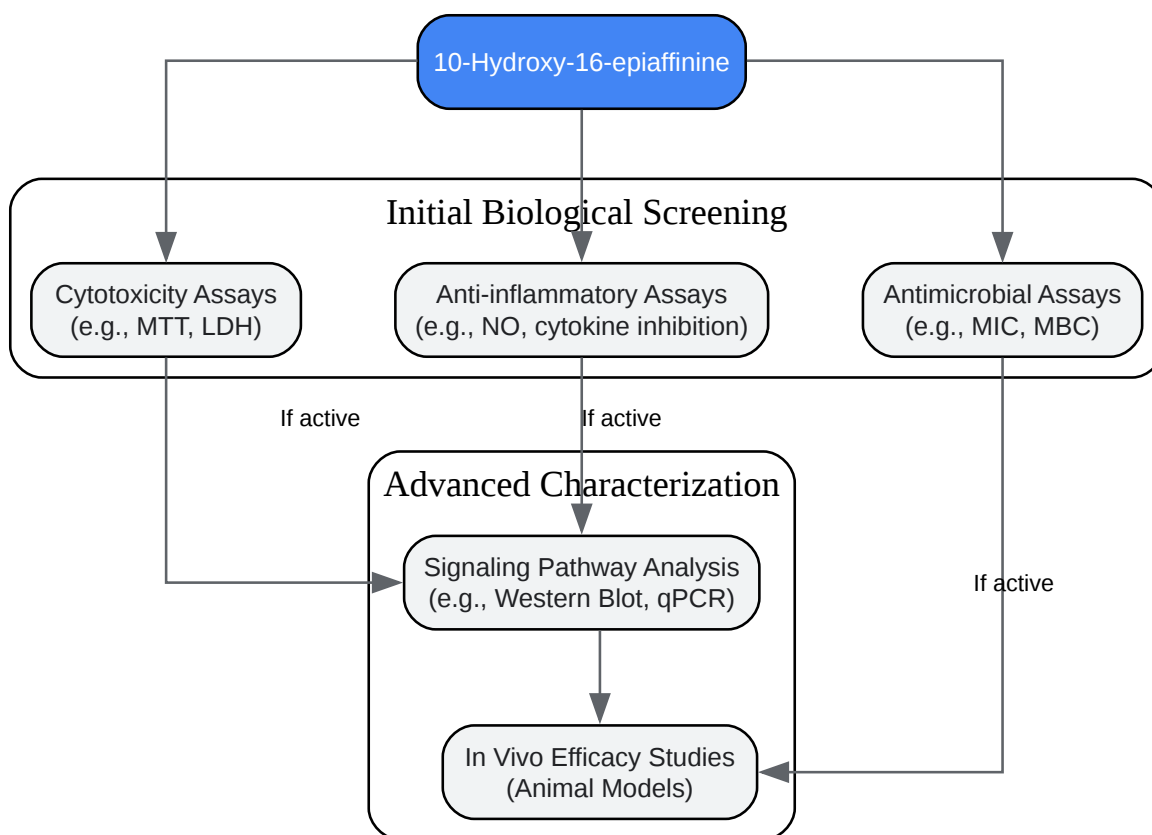 10-Hydroxy-16-epiaffinine
Initial Biological Screening
Cytotoxicity Assays
(e.g., MTT, LDH)
Anti-inflammatory Assays
(e.g., NO, cytokine inhibition)
Antimicrobial Assays
(e.g., MIC, MBC)
If active
If active
Advanced Characterization
Signaling Pathway Analysis
(e.g., Western Blot, qPCR)
If active
In Vivo Efficacy Studies
(Animal Models)